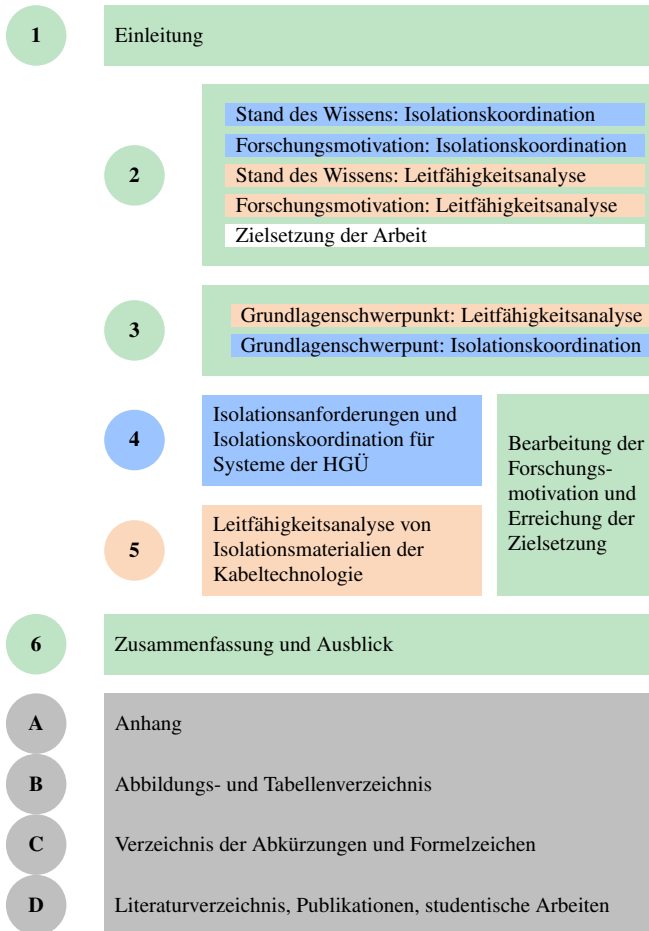 1
Einleitung
2
Stand des Wissens: Isolationskoordination
Forschungsmotivation: Isolationskoordination
Stand des Wissens: Leitfähigkeitsanalyse
Forschungsmotivation: Leitfähigkeitsanalyse
Zielsetzung der Arbeit
3
Grundlagenschwerpunkt: Leitfähigkeitsanalyse
Grundlagenschwerpunt: Isolationskoordination
4
Isolationsanforderungen und
Isolationskoordination für
Systeme der HGÜ
5
Leitfähigkeitsanalyse von
Isolationsmaterialien der
Kabeltechnologie
Bearbeitung der
Forschungs-
motivation und
Erreichung der
Zielsetzung
6
Zusammenfassung und Ausblick
A
Anhang
B
Abbildungs- und Tabellenverzeichnis
C
Verzeichnis der Abkürzungen und Formelzeichen
D
Literaturverzeichnis, Publikationen, studentische Arbeiten